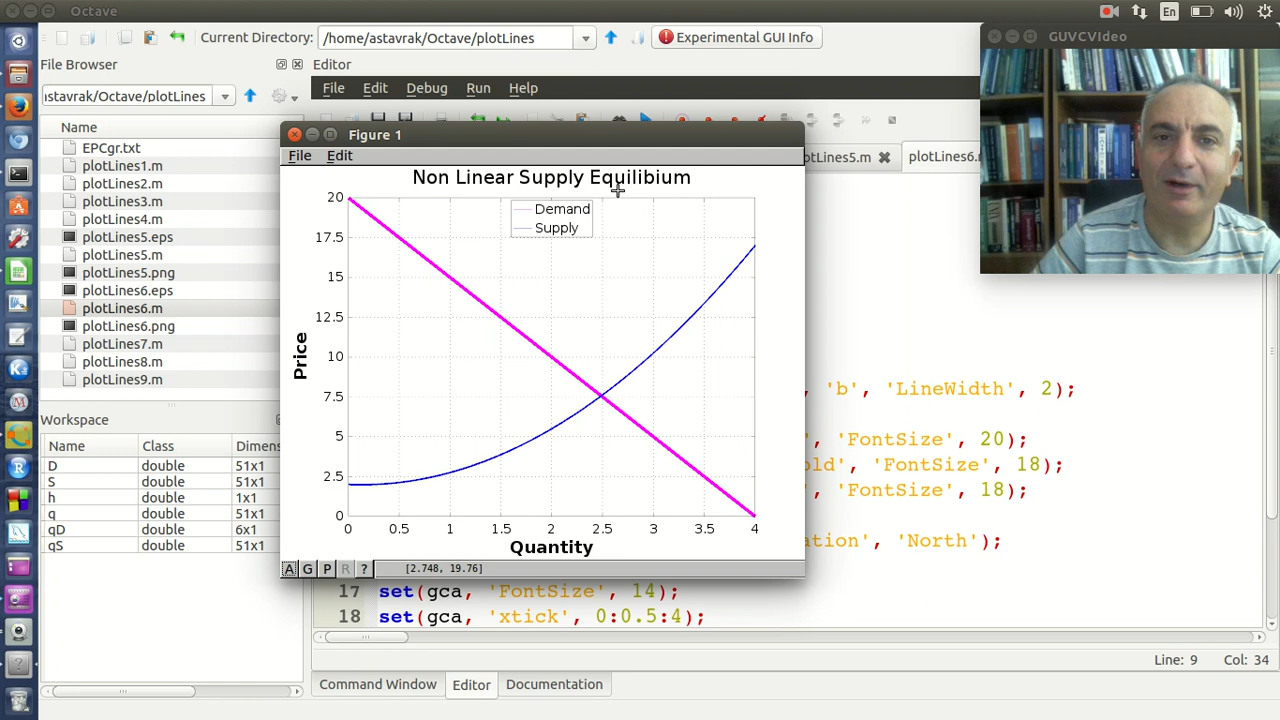 Octave
En
Current Directory: /home/astavrak/Octave/plotLines
Experimental GUI Info
GUVCVIdeo
File Browser
Editor
ıstavrak/Octave/plotLines
File Edit Debug Run Help
Name
EPCgr.txt
plotLines1.m
plotLines2.m
plotLines3.m
plotLines4.m
plotLines5.eps
plotLines5.m
plotLines5.png
plotLines6.eps
plotLines6.m
plotLines6.png
plotLines7.m
plotLines8.m
plotLines9.m
Workspace
Name Class Dimens
D double 51x1
S double 51x1
h double 1x1
q double 51x1
qD double 6x1
qS double 51x1
Figure 1
File Edit
Non Linear Supply Equilibium
Demand
Supply
20
17.5
15
12.5
10
7.5
5
2.5
0
Price
0 0.5 1 1.5 2 2.5 3 3.5 4
Quantity
A G P R ? [2.748, 19.76]
otLines5.m plotLines6.m
, 'b', 'LineWidth', 2);
', 'FontSize', 20);
old', 'FontSize', 18);
', 'FontSize', 18);
ation', 'North');
17 set(gca, 'FontSize', 14);
18 set(gca, 'xtick', 0:0.5:4);
Line: 9 Col: 34
Command Window Editor Documentation